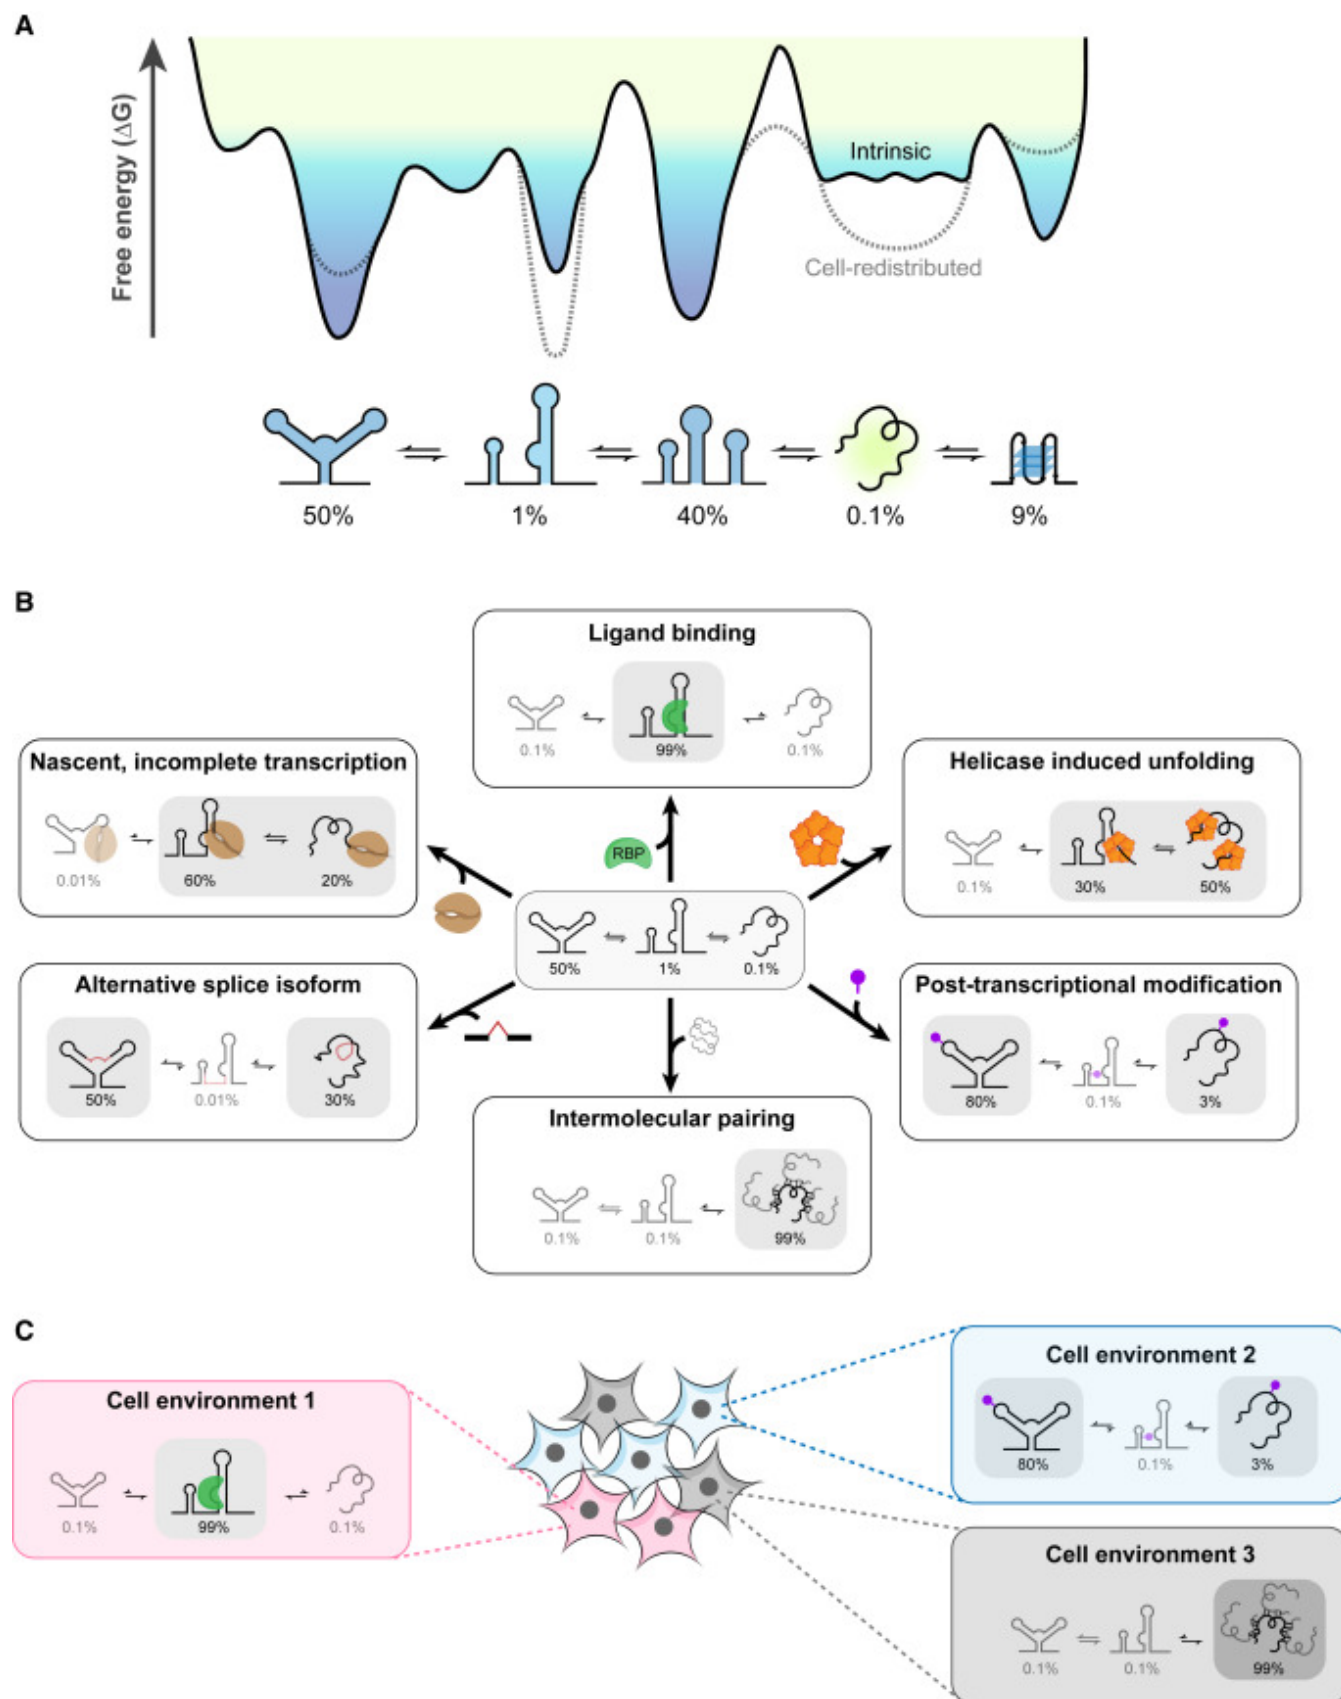 A
Free energy (ΔG)
Intrinsic
Cell-redistributed
50%
1%
40%
0.1%
9%
B
Ligand binding
0.1%
99%
0.1%
Nascent, incomplete transcription
0.01%
60%
20%
Helicase induced unfolding
0.1%
30%
50%
RBP
50%
1%
0.1%
Alternative splice isoform
50%
0.01%
30%
Post-transcriptional modification
80%
0.1%
3%
Intermolecular pairing
0.1%
0.1%
99%
C
Cell environment 1
0.1%
99%
0.1%
Cell environment 2
80%
0.1%
3%
Cell environment 3
0.1%
0.1%
99%